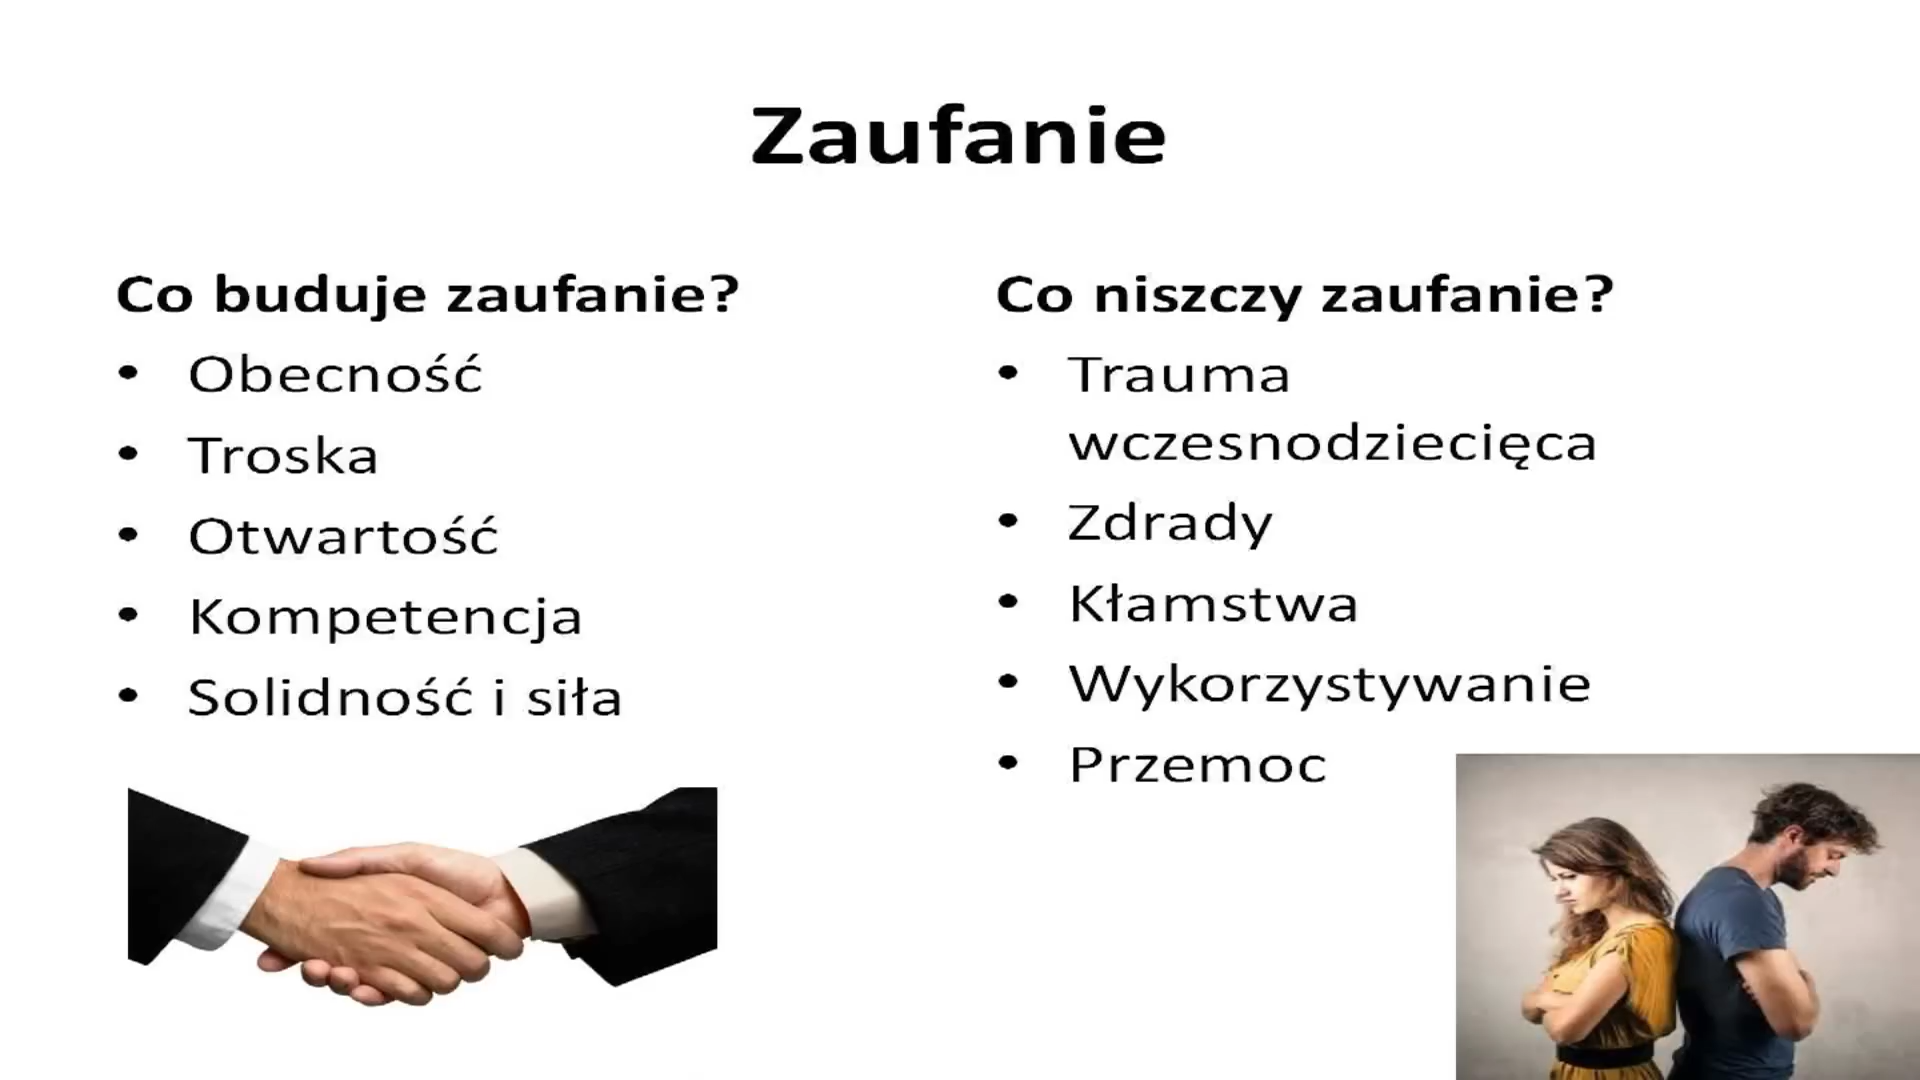 Zaufanie
Co buduje zaufanie?
• Obecność
• Troska
• Otwartość
• Kompetencja
• Solidność i siła
Co niszczy zaufanie?
• Trauma
wczesnodziecięca
• Zdrady
• Kłamstwa
• Wykorzystywanie
• Przemoc